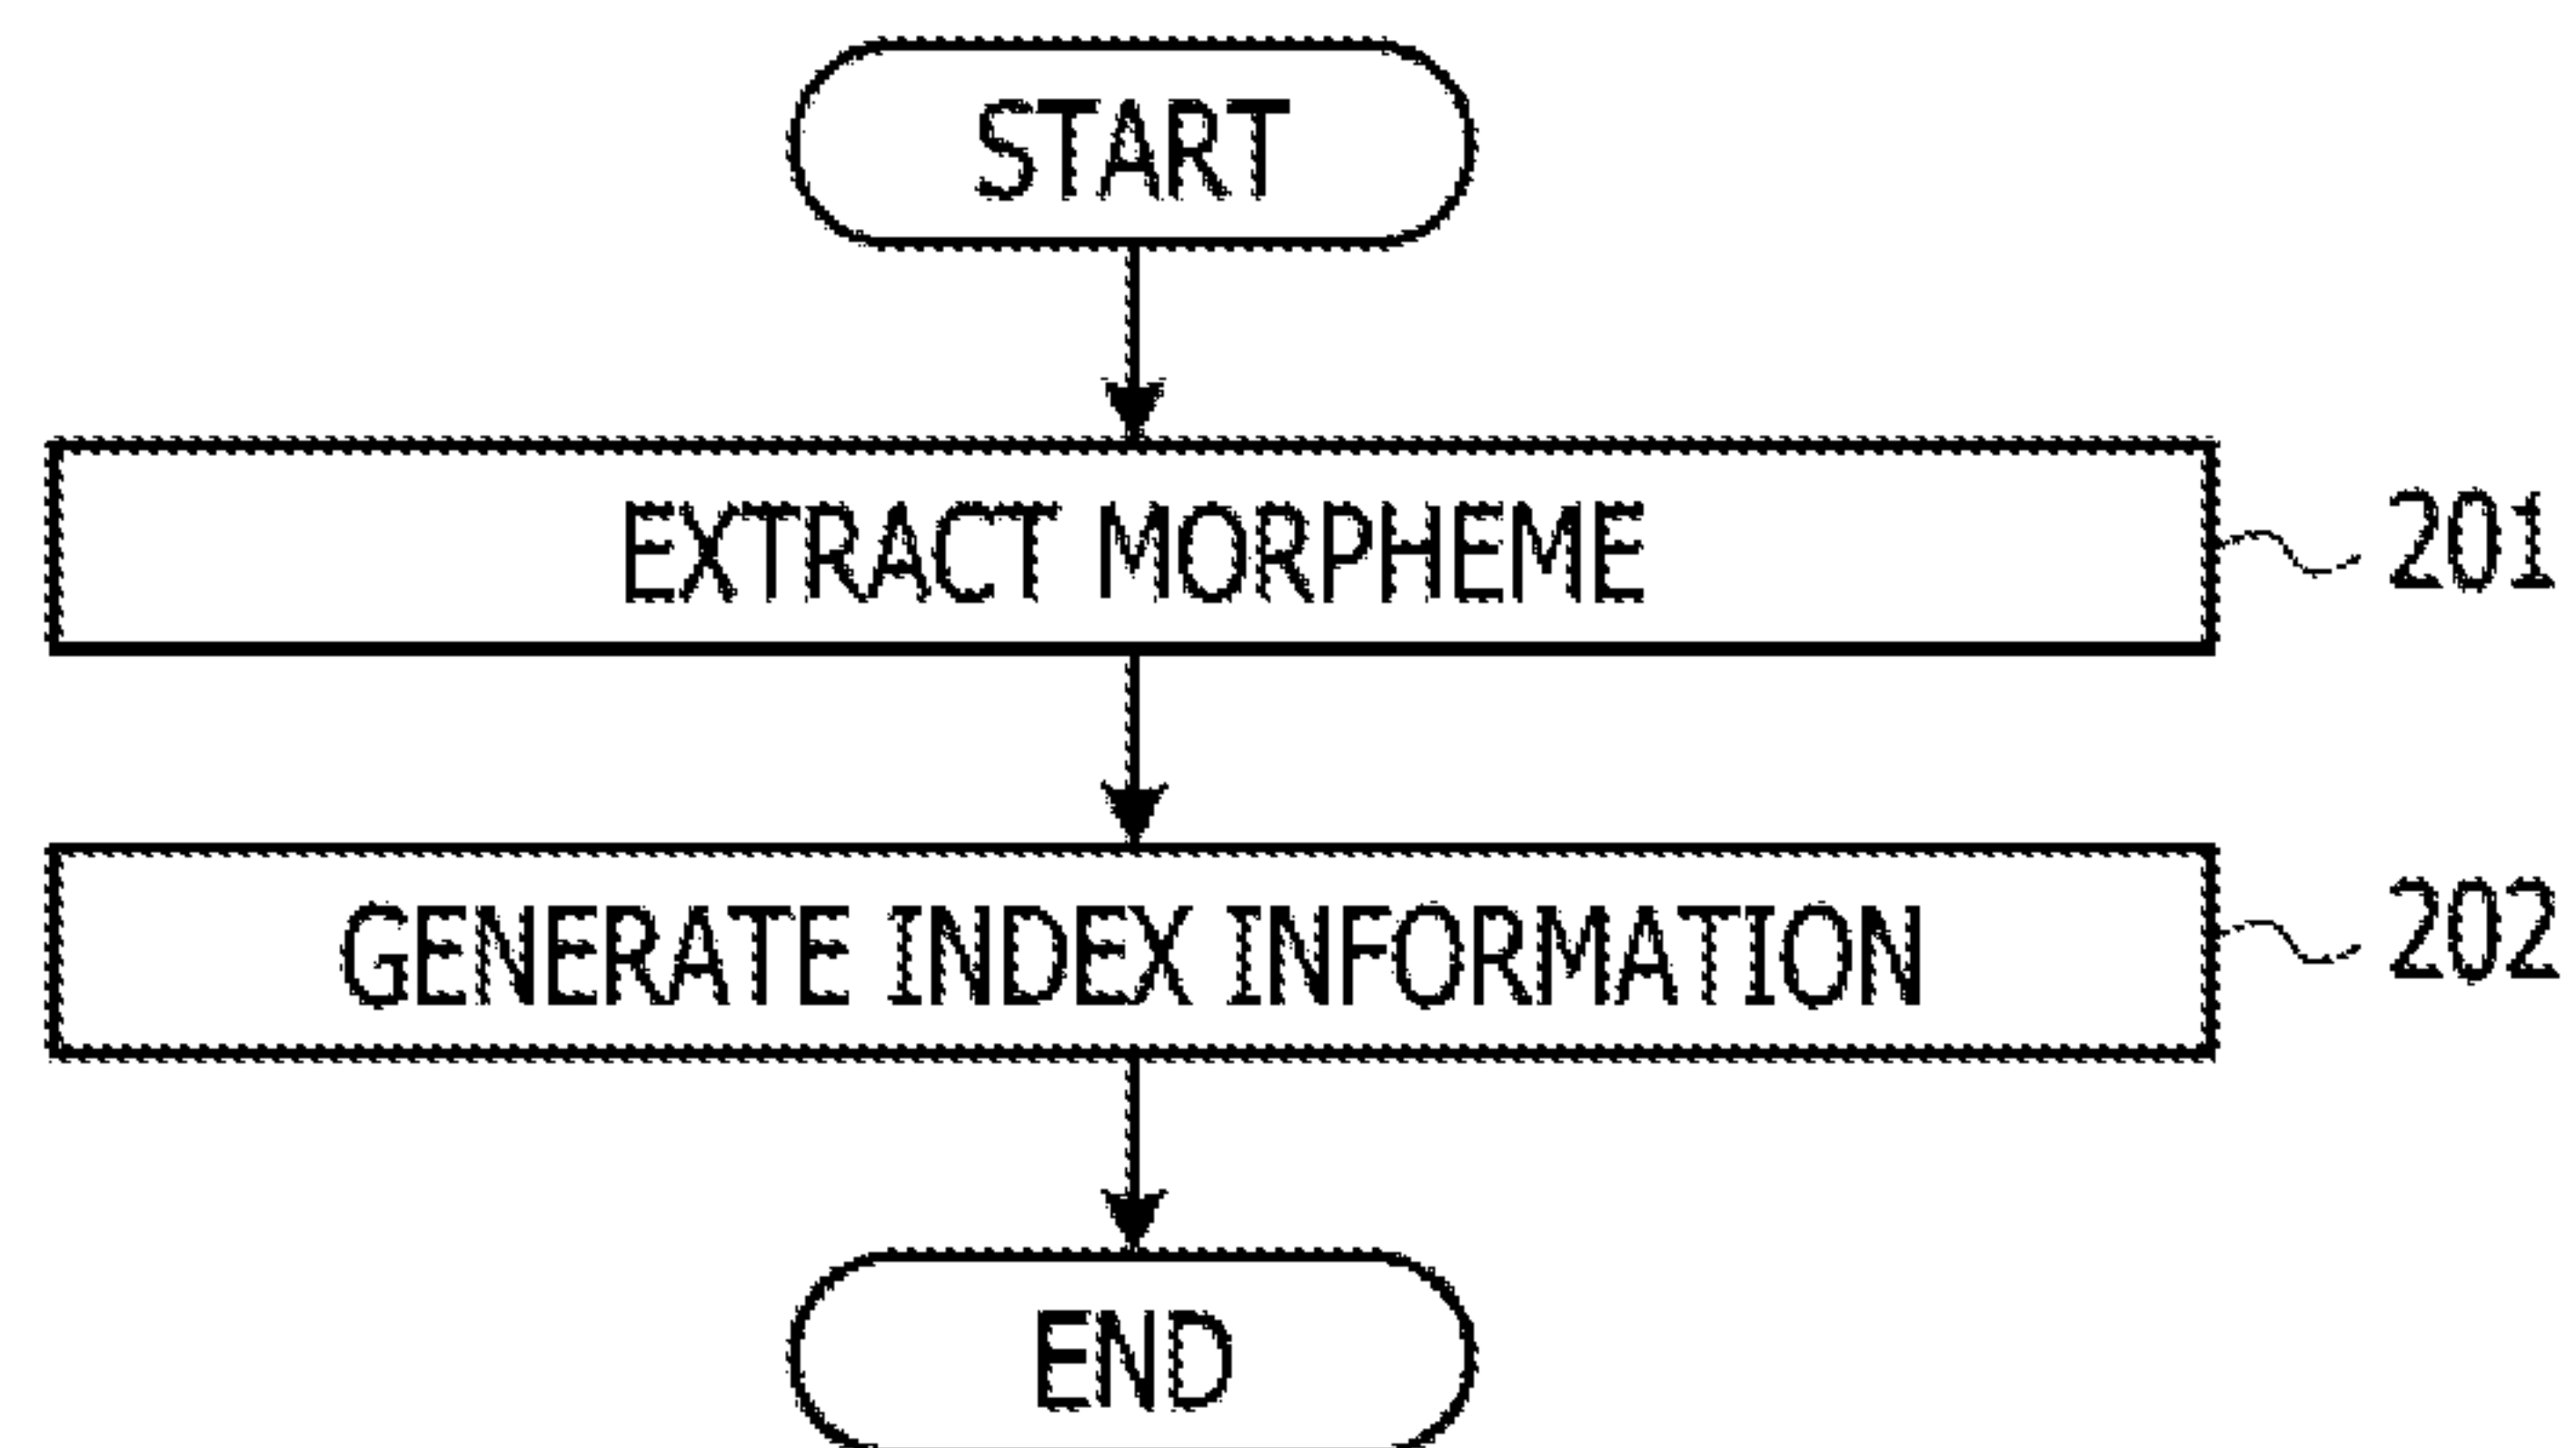 START
EXTRACT MORPHEME 201
GENERATE INDEX INFORMATION 202
END